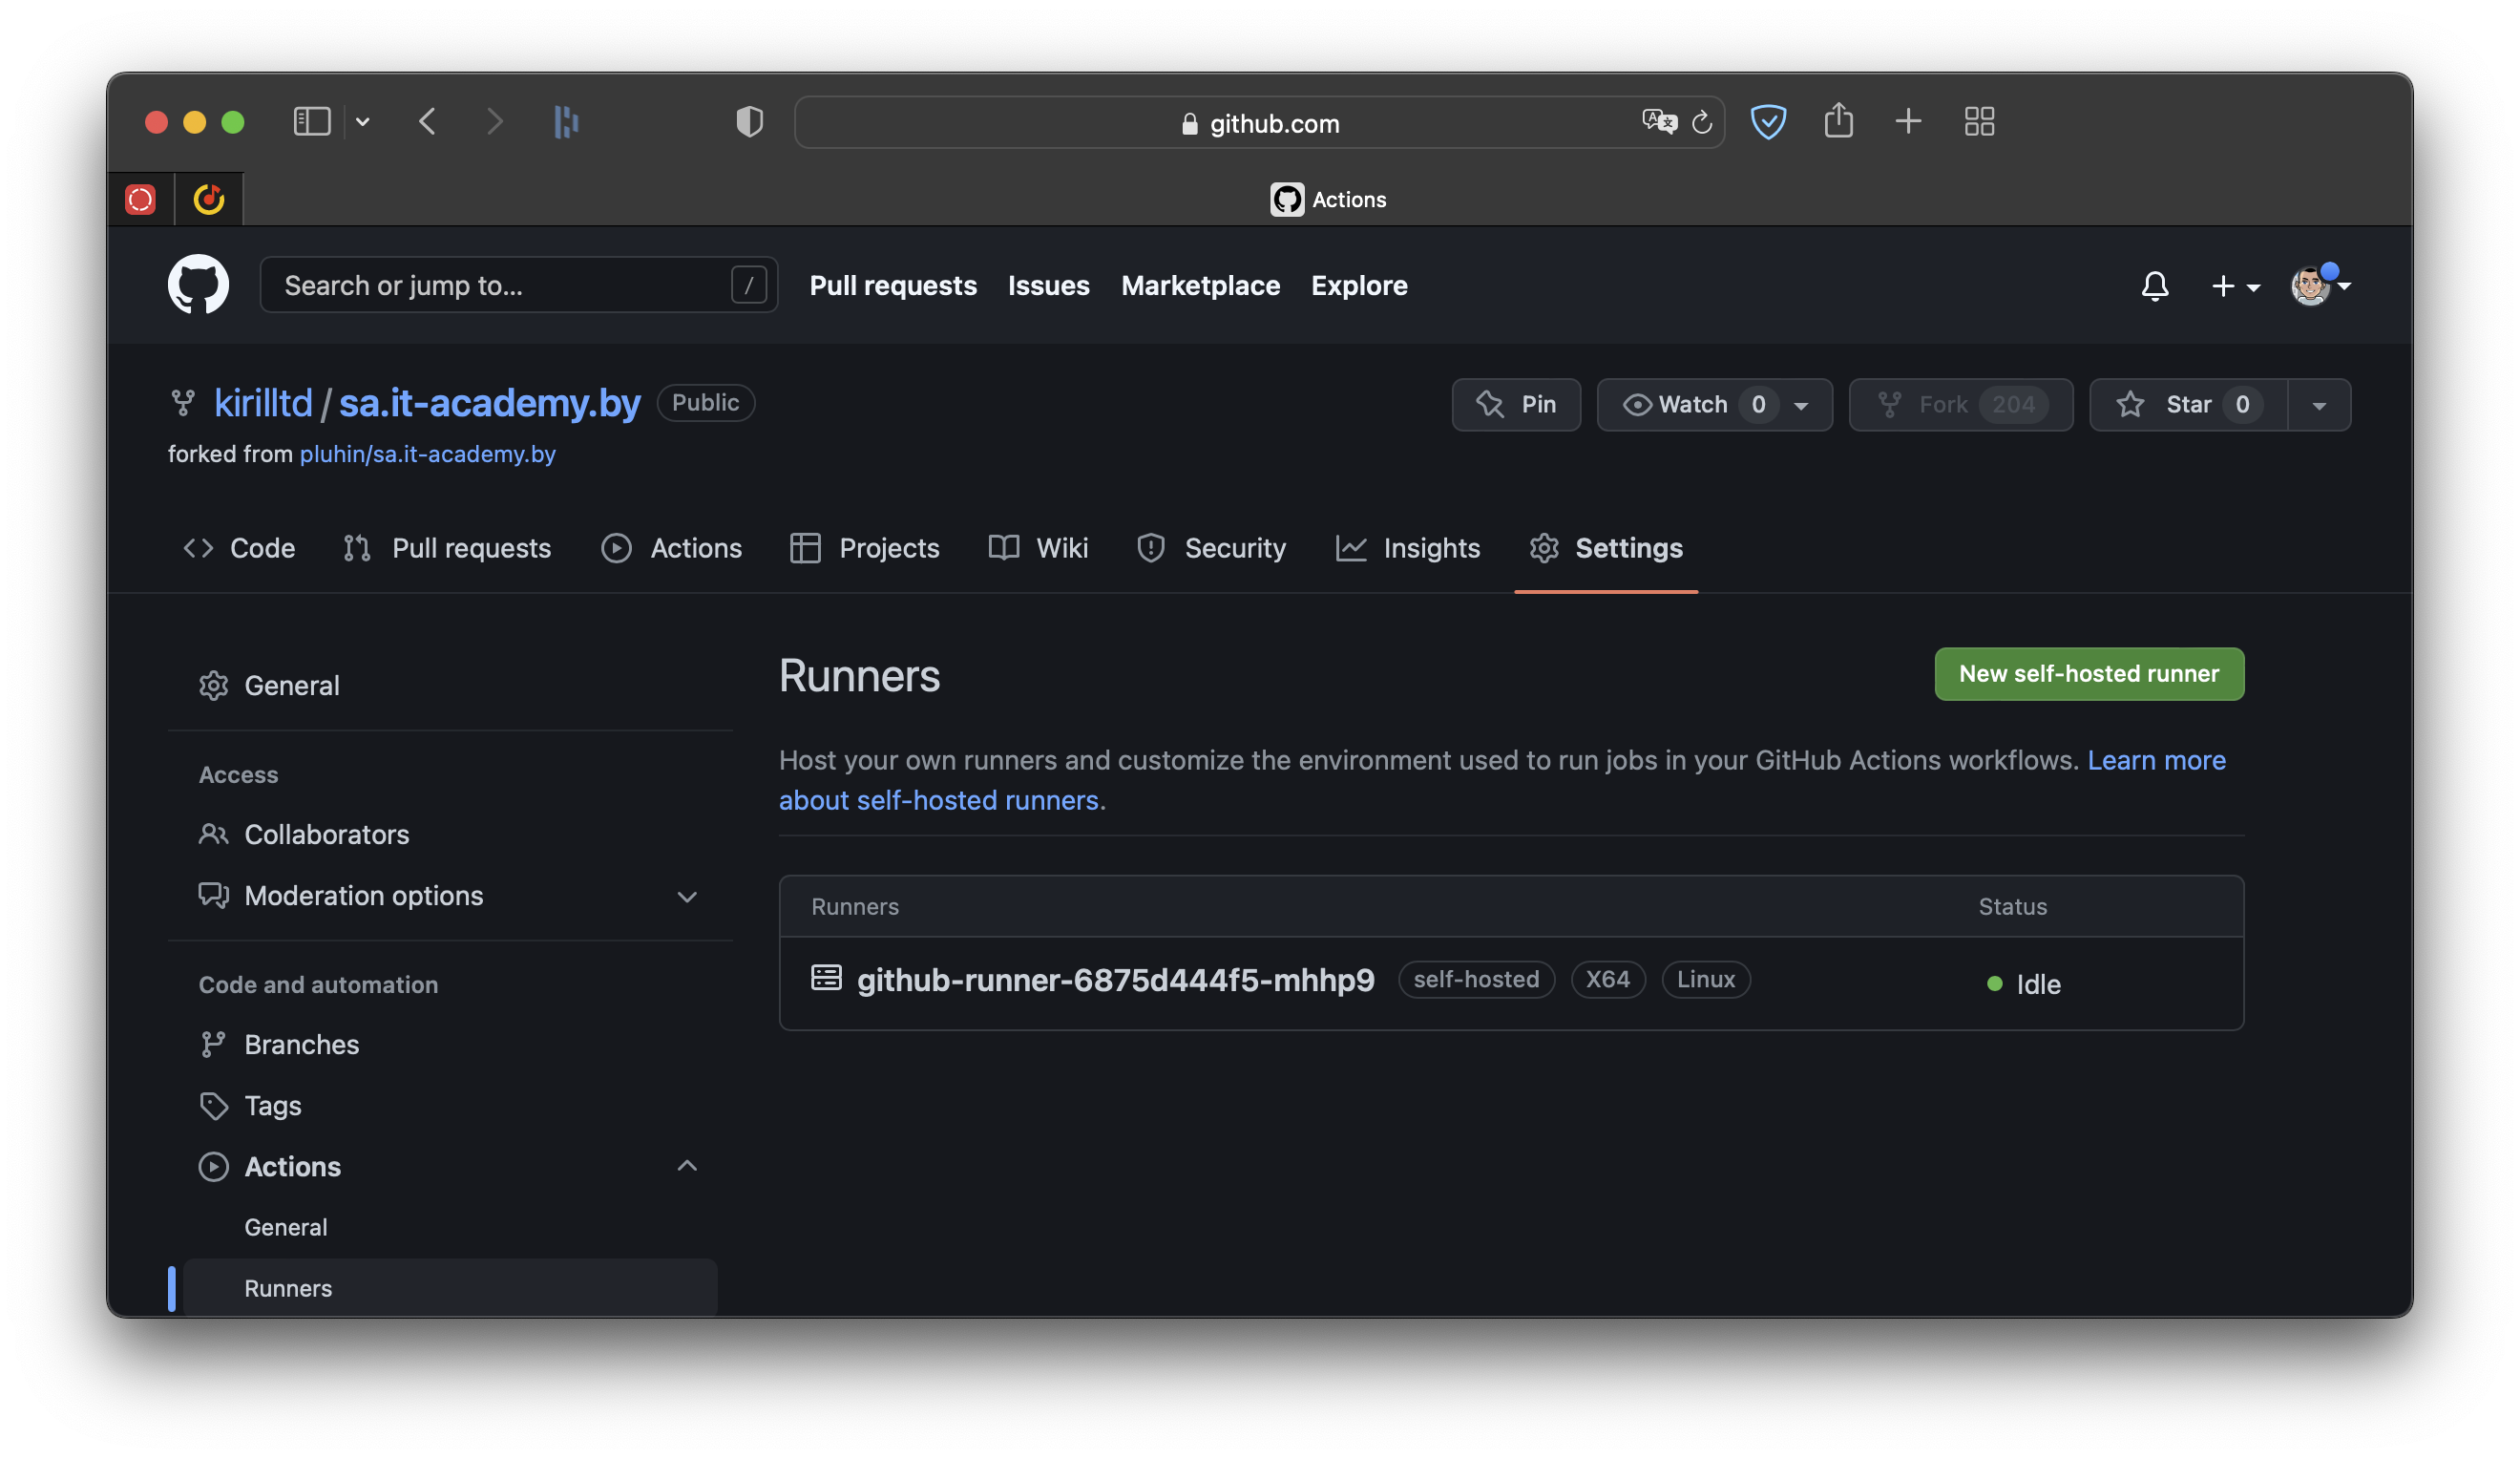 github.com
Actions
Search or jump to... /
Pull requests Issues Marketplace Explore
kirilltd / sa.it-academy.by Public
Pin Watch 0 Fork 204 Star 0
forked from pluhin/sa.it-academy.by
Code Pull requests Actions Projects Wiki Security Insights Settings
General
Access
Collaborators
Moderation options
Code and automation
Branches
Tags
Actions
General
Runners
Runners
New self-hosted runner
Host your own runners and customize the environment used to run jobs in your GitHub Actions workflows. Learn more
about self-hosted runners.
Runners Status
github-runner-6875d444f5-mhhp9 self-hosted X64 Linux Idle